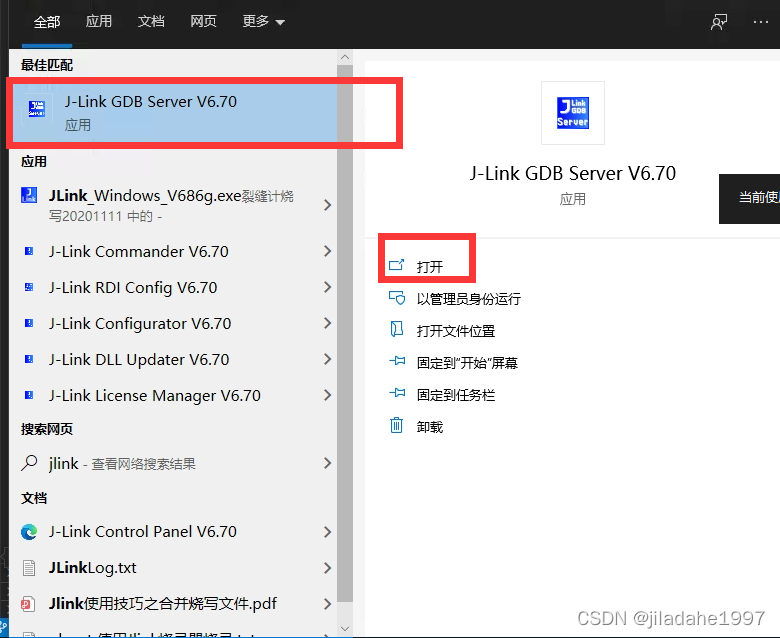 全部 应用 文档 网页 更多
最佳匹配
J-Link GDB Server V6.70
应用
应用
JLink_Windows_V686g.exe裂缝计烧
写20201111 中的 -
J-Link Commander V6.70
J-Link RDI Config V6.70
J-Link Configurator V6.70
J-Link DLL Updater V6.70
J-Link License Manager V6.70
搜索网页
jlink - 查看网络搜索结果
文档
J-Link Control Panel V6.70
JLinkLog.txt
Jlink使用技巧之合并烧写文件.pdf
J-Link GDB Server V6.70
应用
当前使
打开
以管理员身份运行
打开文件位置
固定到"开始"屏幕
固定到任务栏
卸载
CSDN @jiladahe1997